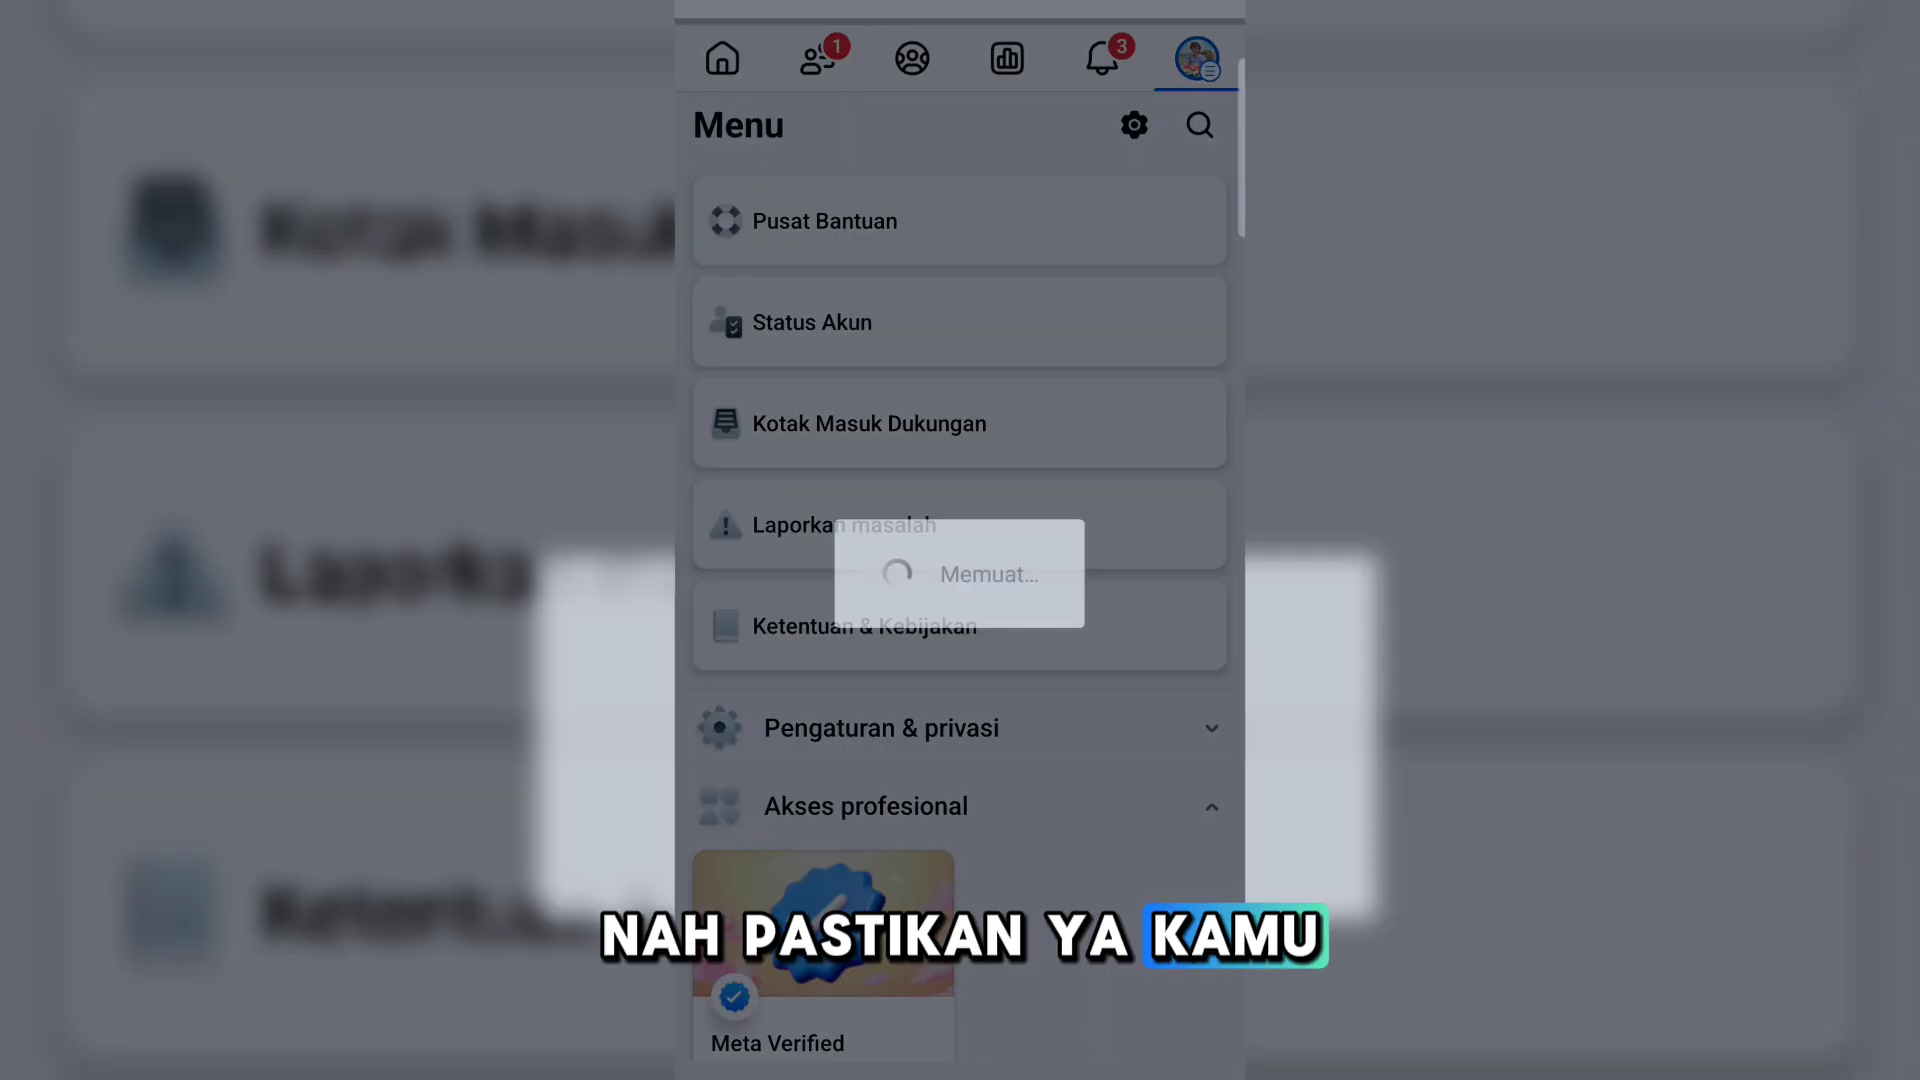 1
3
Menu
Pusat Bantuan
Status Akun
Kotak Masuk Dukungan
Laporkan masalah
Memuat...
Ketentuan & Kebijakan
Pengaturan & privasi
Akses profesional
NAH PASTIKAN YA KAMU
Meta Verified